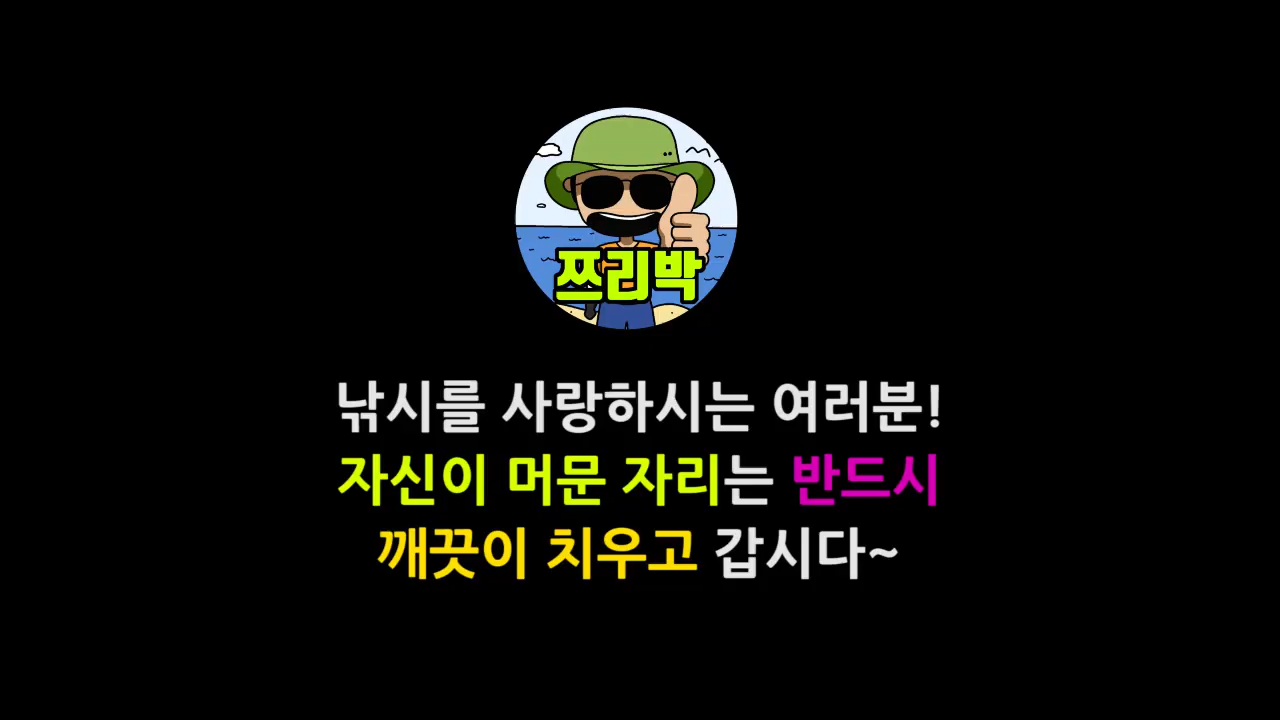 쯔리박
낚시를 사랑하시는 여러분!
자신이 머문 자리는 반드시
깨끗이 치우고 갑시다~